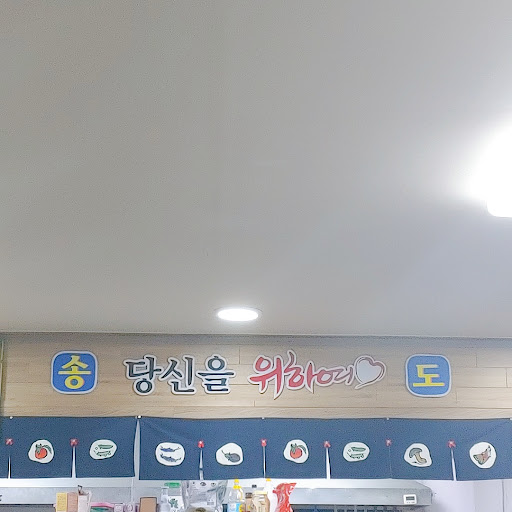 송 당신을 위하여 도